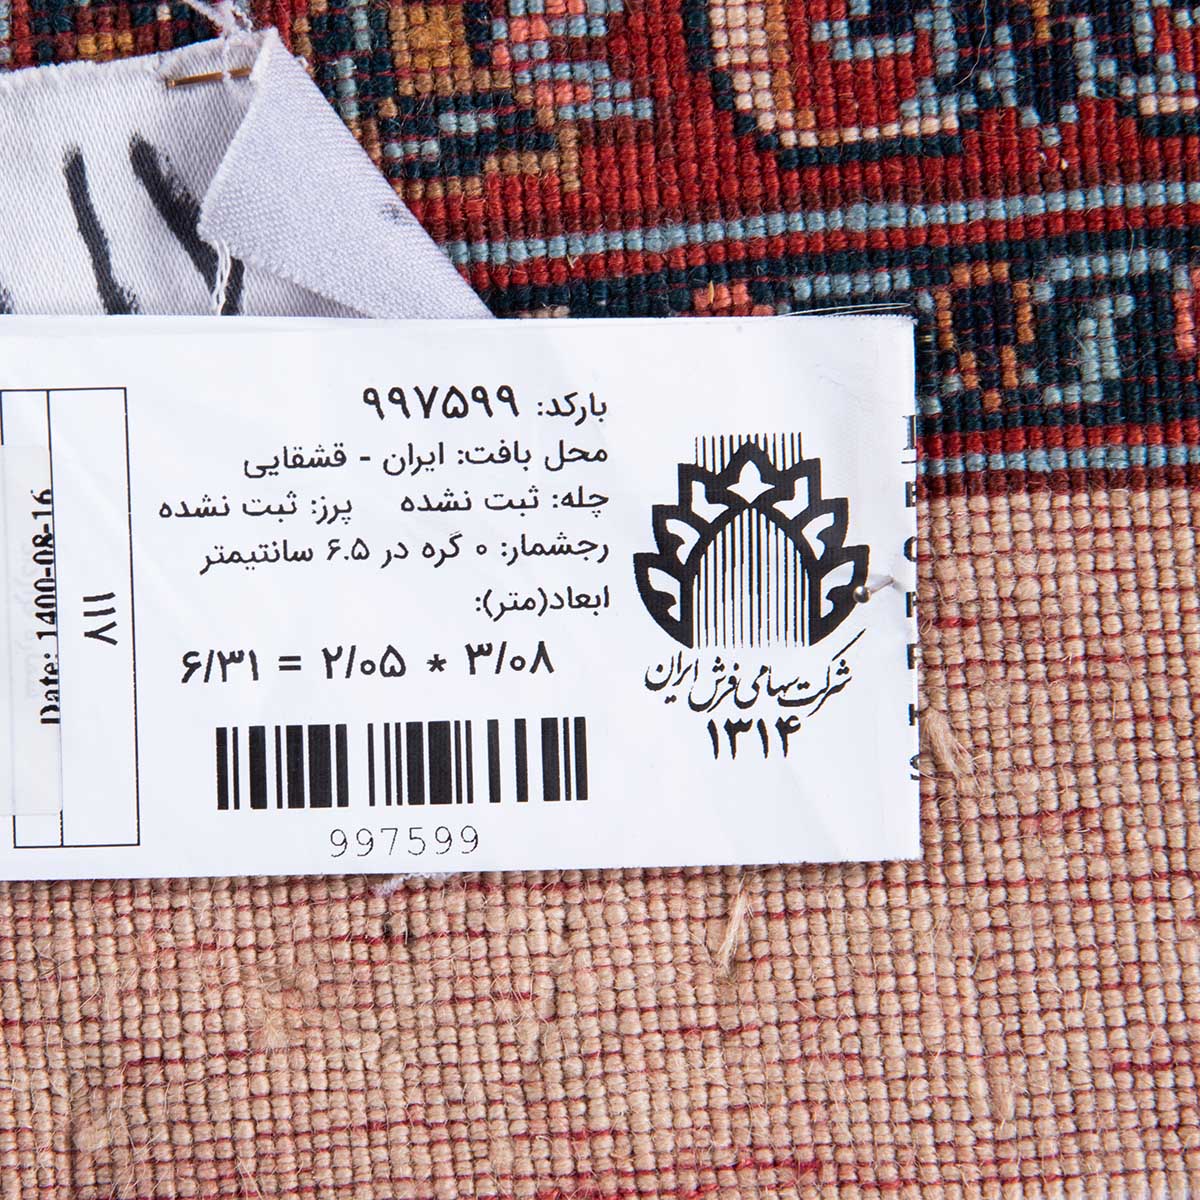 بارکد: ۹۹۷۵۹۹
محل بافت: ایران - قشقایی
چله: ثبت نشده پرز: ثبت نشده
رجشمار: ۰ گره در ۶.۵ سانتیمتر
ابعاد(متر):
۶/۳۱ = ۲/۰۵ * ۳/۰۸
997599
شرکت سهامی فرش ایران
۱۳۱۴
۱۱۷
Date: 1400-08-16